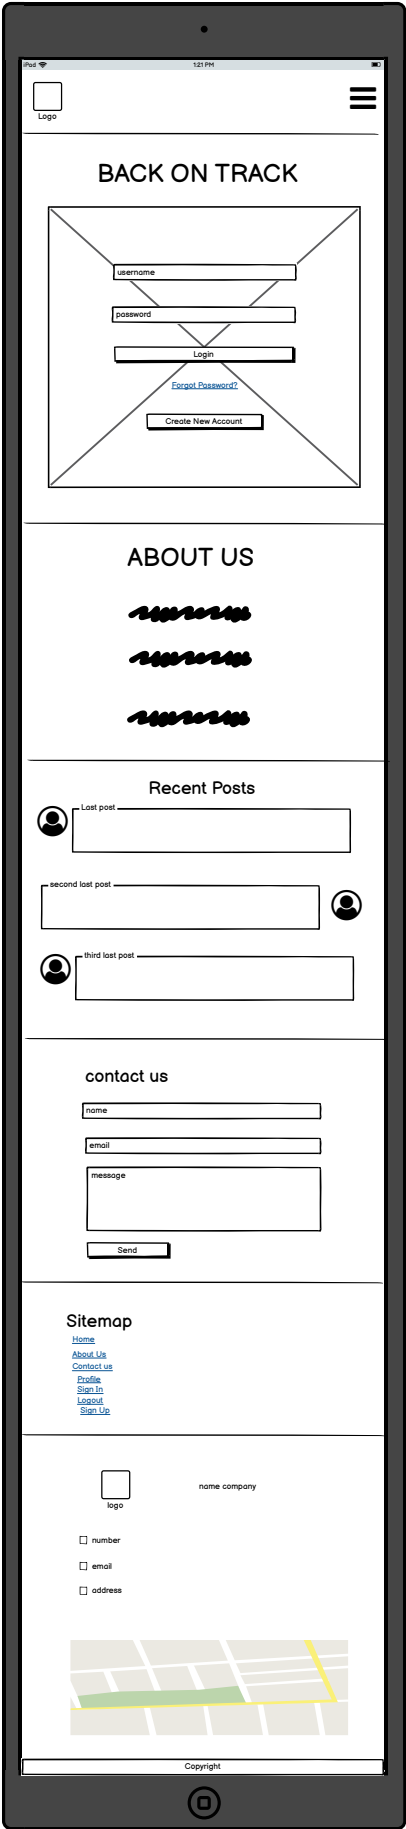 iPad
1:21 PM
Logo
BACK ON TRACK
username
password
Login
Forgot Password?
Create New Account
ABOUT US
Recent Posts
Last post
second last post
third last post
contact us
name
email
message
Send
Sitemap
Home
About Us
Contact us
Profile
Sign In
Logout
Sign Up
name company
logo
number
email
address
Copyright